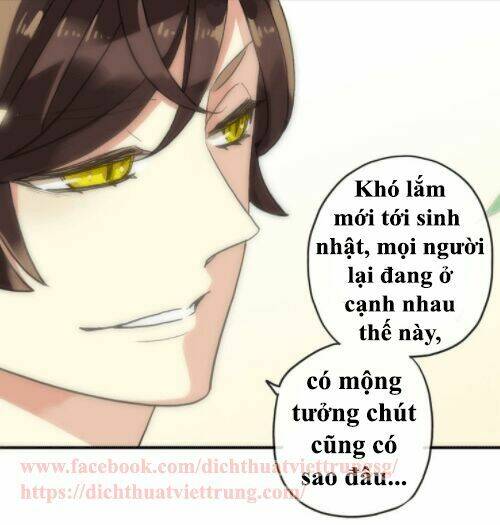 Khó lắm
mới tới sinh
nhật, mọi người
lại đang ở
cạnh nhau
thế này,
có mộng
tưởng chút
cũng có
sao đâu...
www.facebook.com/dichthuatviettrungsg/
https://dichthuatviettrung.com/